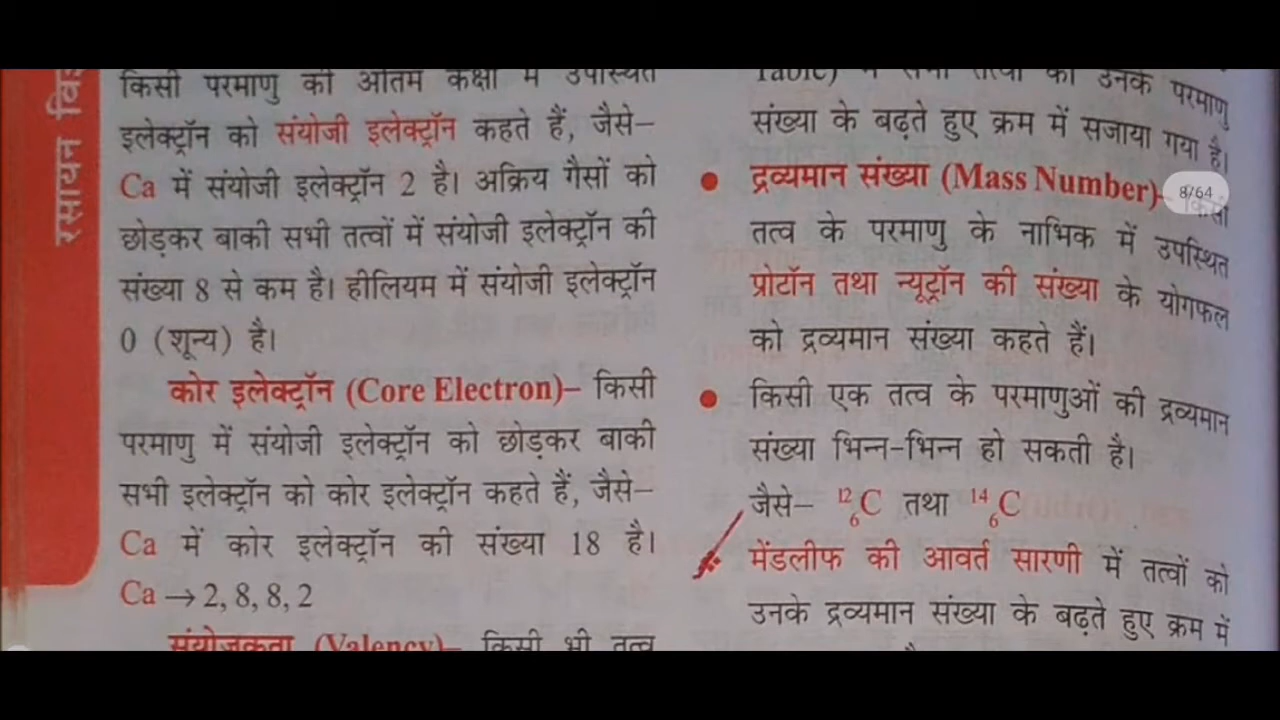 रसायन
किसी परमाणु की अंतिम कक्षा में उपस्थित
इलेक्ट्रॉन को संयोजी इलेक्ट्रॉन कहते हैं, जैसे–
Ca में संयोजी इलेक्ट्रॉन 2 है। अक्रिय गैसों को
छोड़कर बाकी सभी तत्वों में संयोजी इलेक्ट्रॉन की
संख्या 8 से कम है। हीलियम में संयोजी इलेक्ट्रॉन
0 (शून्य) है।
कोर इलेक्ट्रॉन (Core Electron)– किसी
परमाणु में संयोजी इलेक्ट्रॉन को छोड़कर बाकी
सभी इलेक्ट्रॉन को कोर इलेक्ट्रॉन कहते हैं, जैसे–
Ca में कोर इलेक्ट्रॉन की संख्या 18 है।
Ca → 2, 8, 8, 2
संयोजकता (Valency)– किसी भी तत्व
Table) में सभी तत्वों को उनके परमाणु
संख्या के बढ़ते हुए क्रम में सजाया गया है।
● द्रव्यमान संख्या (Mass Number)– किसी
8/64
तत्व के परमाणु के नाभिक में उपस्थित
प्रोटॉन तथा न्यूट्रॉन की संख्या के योगफल
को द्रव्यमान संख्या कहते हैं।
● किसी एक तत्व के परमाणुओं की द्रव्यमान
संख्या भिन्न-भिन्न हो सकती है।
जैसे– ¹²₆C तथा ¹⁴₆C
मेंडलीफ की आवर्त सारणी में तत्वों को
उनके द्रव्यमान संख्या के बढ़ते हुए क्रम में